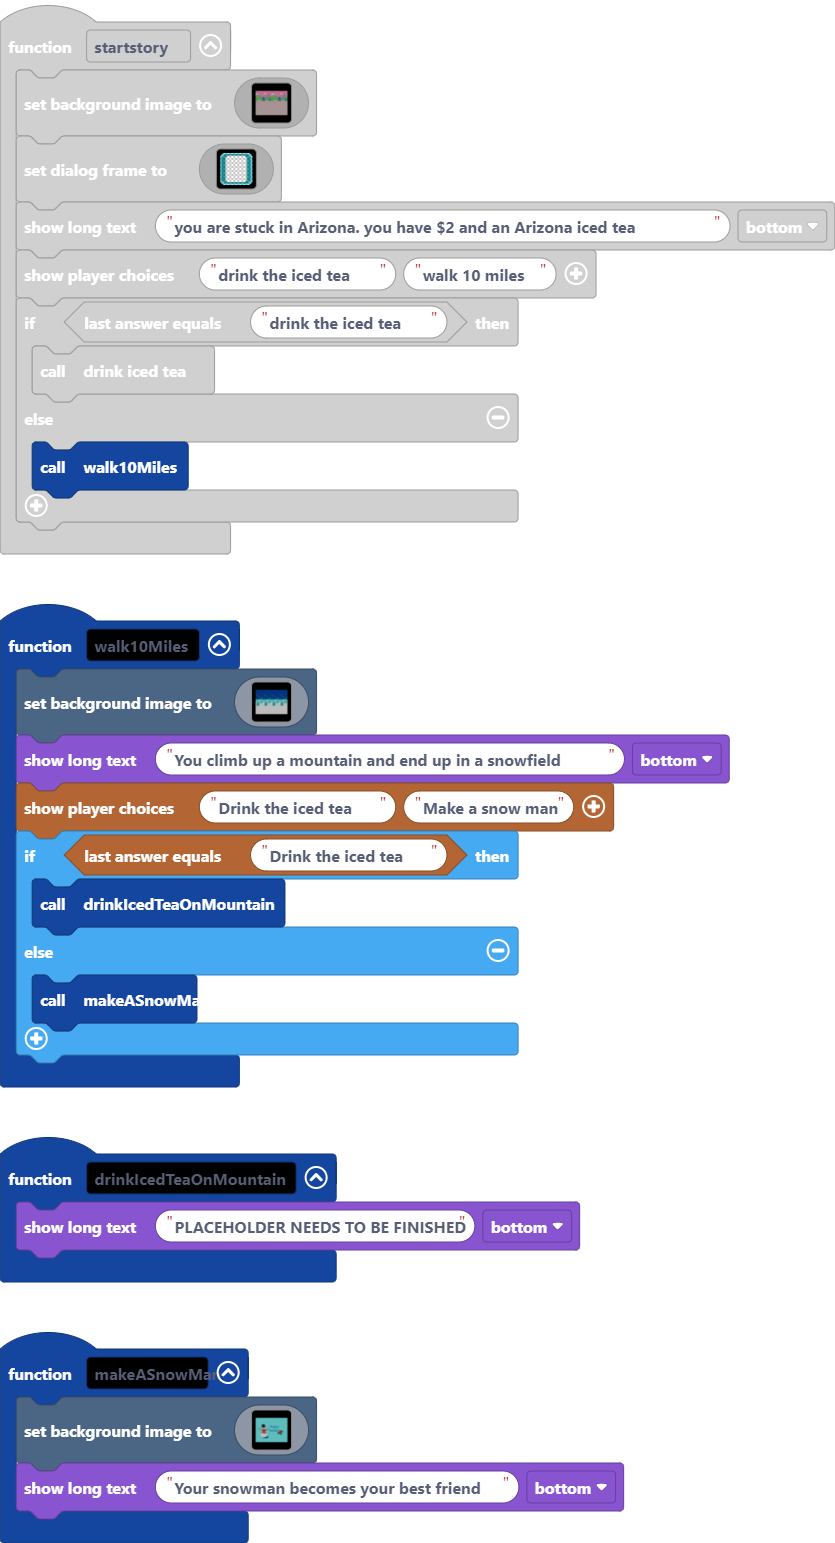 function startstory
set background image to
set dialog frame to
show long text "you are stuck in Arizona. you have $2 and an Arizona iced tea" bottom
show player choices "drink the iced tea" "walk 10 miles"
if last answer equals "drink the iced tea" then
call drink iced tea
else
call walk10Miles
function walk10Miles
set background image to
show long text "You climb up a mountain and end up in a snowfield" bottom
show player choices "Drink the iced tea" "Make a snow man"
if last answer equals "Drink the iced tea" then
call drinkIcedTeaOnMountain
else
call makeASnowMa
function drinkIcedTeaOnMountain
show long text "PLACEHOLDER NEEDS TO BE FINISHED" bottom
function makeASnowMa
set background image to
show long text "Your snowman becomes your best friend" bottom